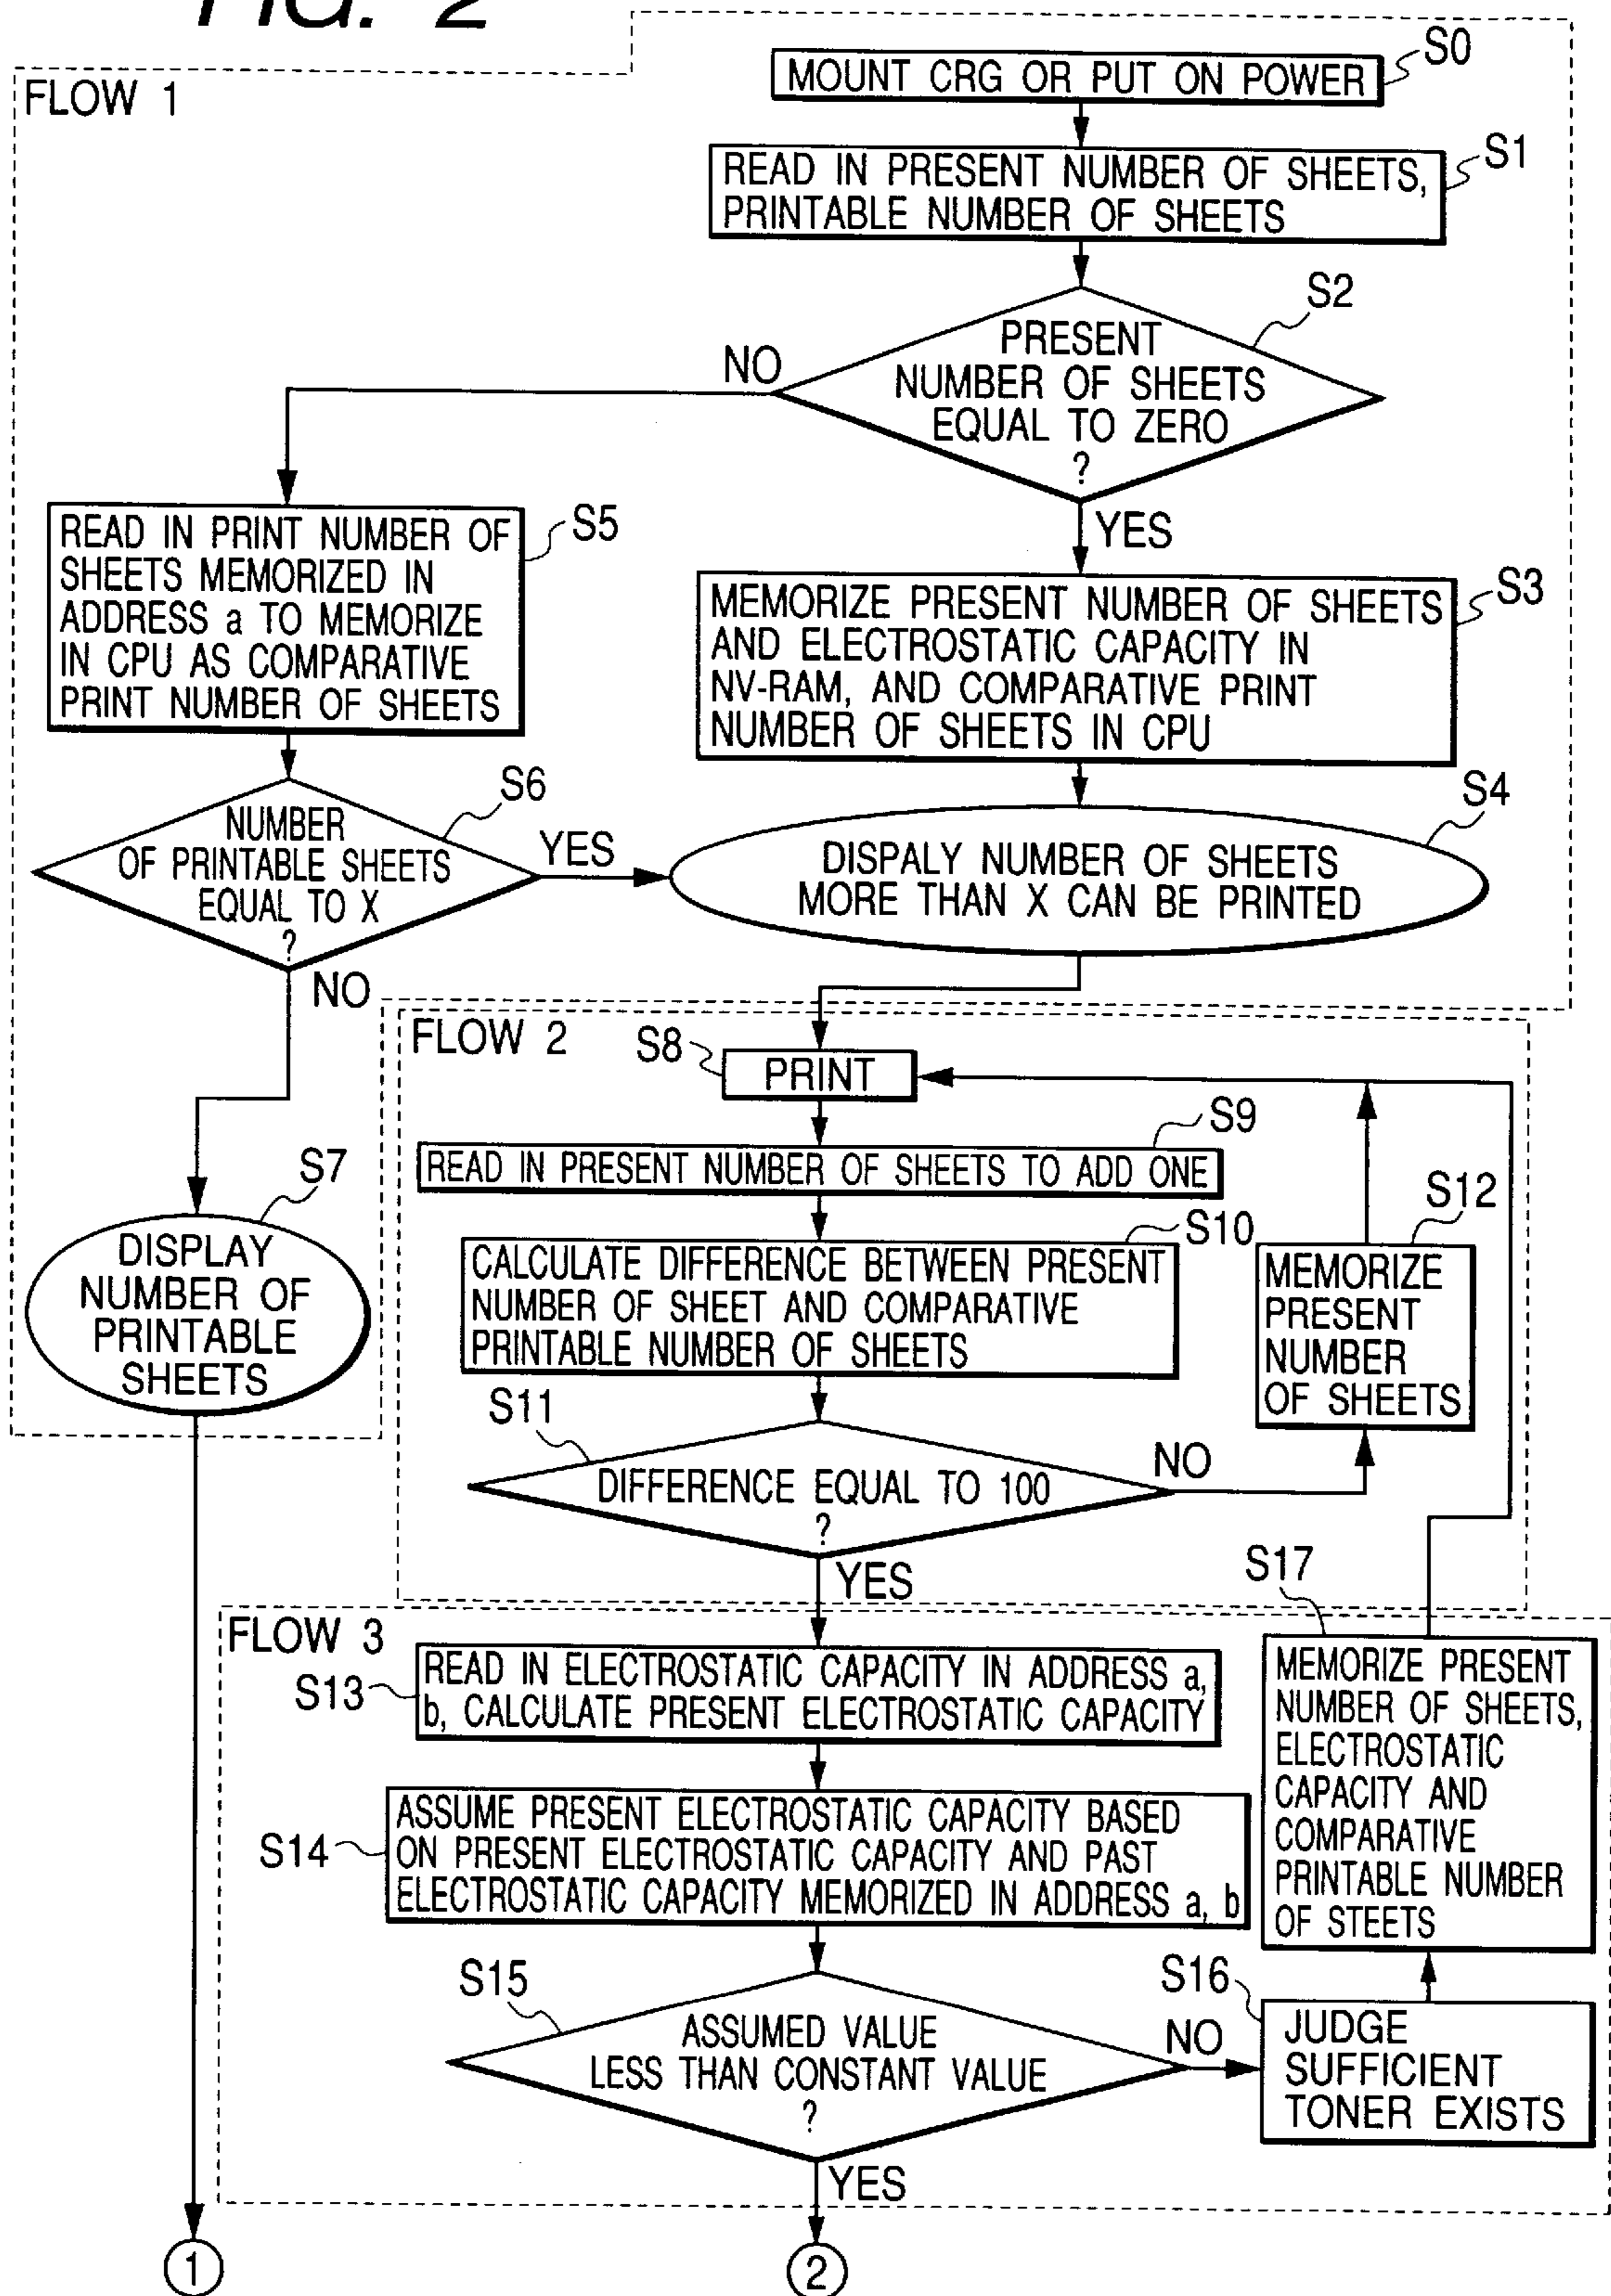 FIG. 2
FLOW 1
MOUNT CRG OR PUT ON POWER
S0
READ IN PRESENT NUMBER OF SHEETS,
PRINTABLE NUMBER OF SHEETS
S1
PRESENT
NUMBER OF SHEETS
EQUAL TO ZERO
?
S2
NO
YES
READ IN PRINT NUMBER OF
SHEETS MEMORIZED IN
ADDRESS a TO MEMORIZE
IN CPU AS COMPARATIVE
PRINT NUMBER OF SHEETS
S5
MEMORIZE PRESENT NUMBER OF SHEETS
AND ELECTROSTATIC CAPACITY IN
NV-RAM, AND COMPARATIVE PRINT
NUMBER OF SHEETS IN CPU
S3
NUMBER
OF PRINTABLE SHEETS
EQUAL TO X
?
S6
YES
NO
DISPALY NUMBER OF SHEETS
MORE THAN X CAN BE PRINTED
S4
S7
DISPLAY
NUMBER OF
PRINTABLE
SHEETS
FLOW 2
S8
PRINT
S9
READ IN PRESENT NUMBER OF SHEETS TO ADD ONE
S10
CALCULATE DIFFERENCE BETWEEN PRESENT
NUMBER OF SHEET AND COMPARATIVE
PRINTABLE NUMBER OF SHEETS
S12
MEMORIZE
PRESENT
NUMBER
OF SHEETS
S11
DIFFERENCE EQUAL TO 100
?
NO
YES
FLOW 3
S13
READ IN ELECTROSTATIC CAPACITY IN ADDRESS a,
b, CALCULATE PRESENT ELECTROSTATIC CAPACITY
S17
MEMORIZE PRESENT
NUMBER OF SHEETS,
ELECTROSTATIC
CAPACITY AND
COMPARATIVE
PRINTABLE NUMBER
OF STEETS
S14
ASSUME PRESENT ELECTROSTATIC CAPACITY BASED
ON PRESENT ELECTROSTATIC CAPACITY AND PAST
ELECTROSTATIC CAPACITY MEMORIZED IN ADDRESS a, b
S15
ASSUMED VALUE
LESS THAN CONSTANT VALUE
?
NO
YES
S16
JUDGE
SUFFICIENT
TONER EXISTS
1
2